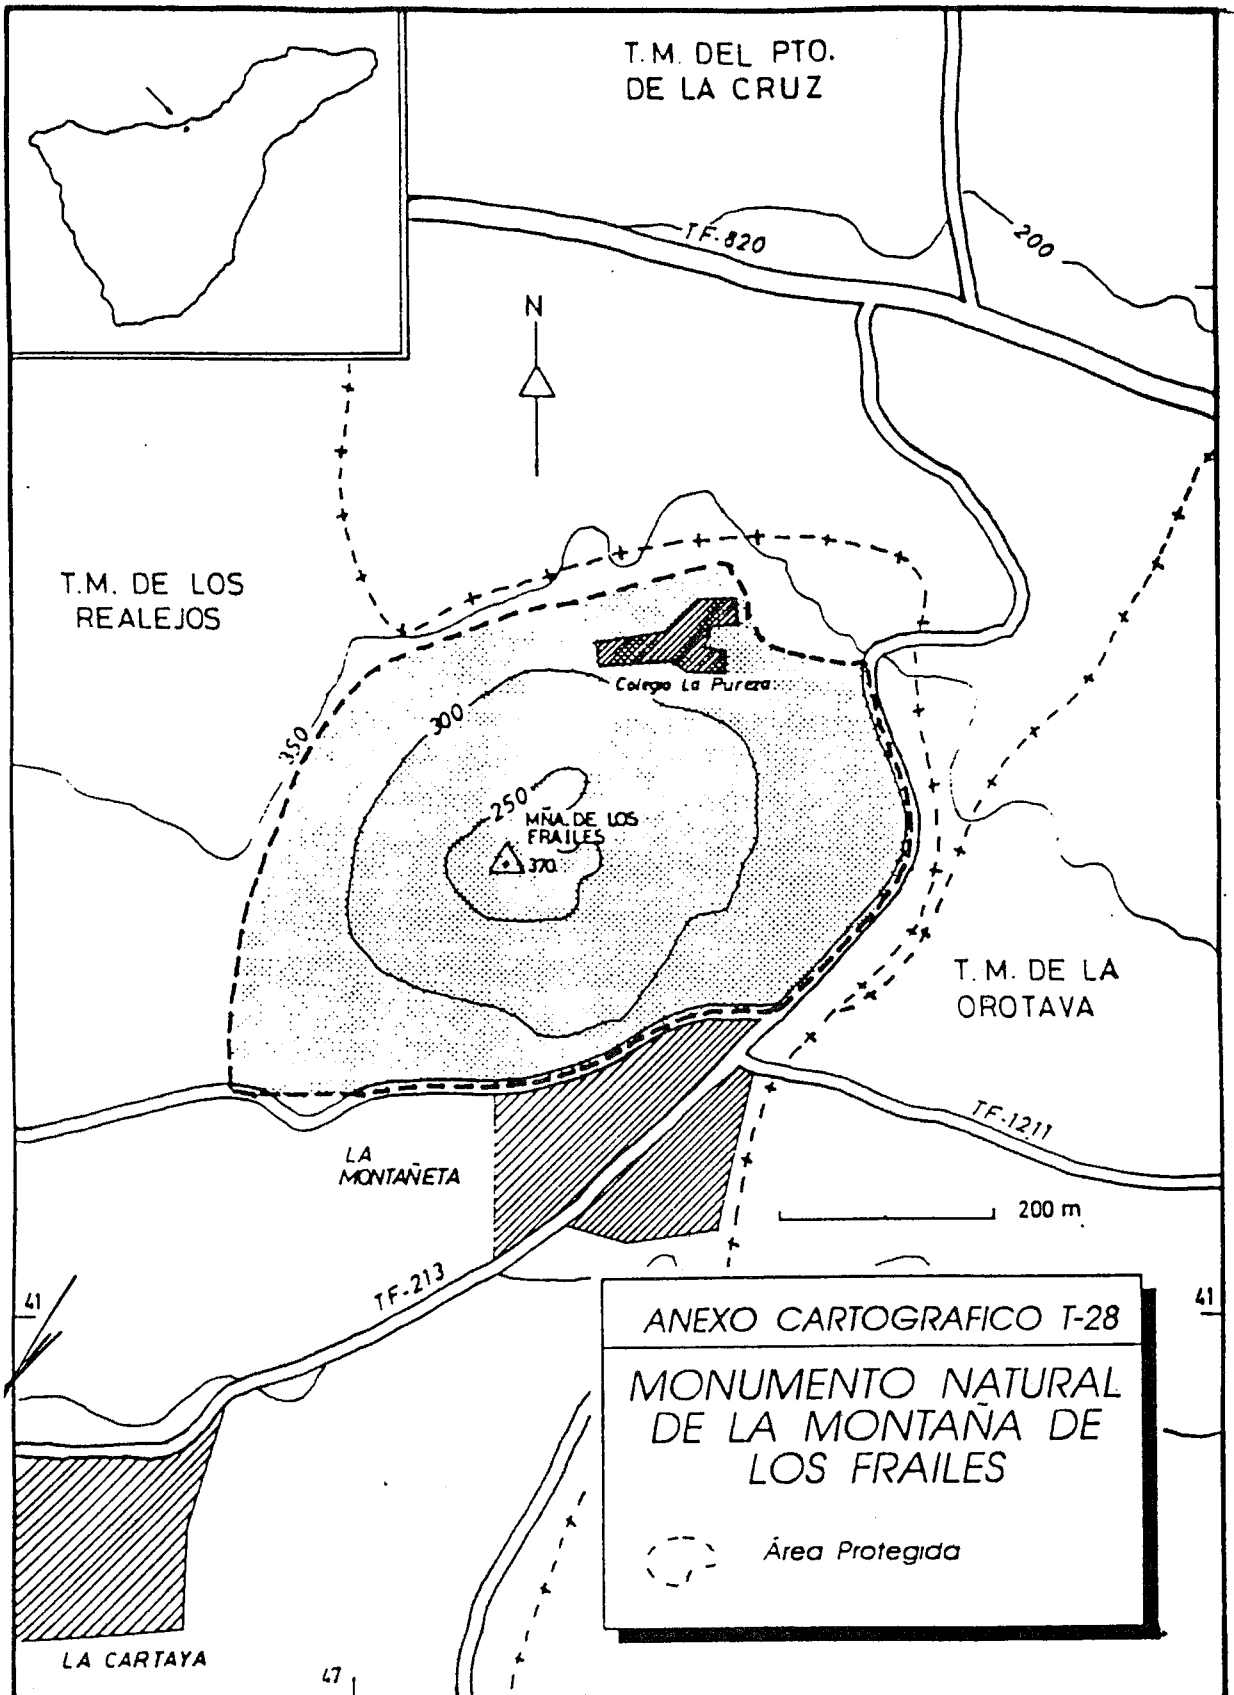 T.M. DEL PTO.
DE LA CRUZ
TF-820
200
N
T.M. DE LOS
REALEJOS
Colegio La Pureza
300
350
250
MÑA. DE LOS
FRAILES
370
T.M. DE LA
OROTAVA
TF-1211
LA
MONTAÑETA
200 m
TF-213
41
41
ANEXO CARTOGRAFICO T-28
MONUMENTO NATURAL
DE LA MONTAÑA DE
LOS FRAILES
Área Protegida
LA CARTAYA
47